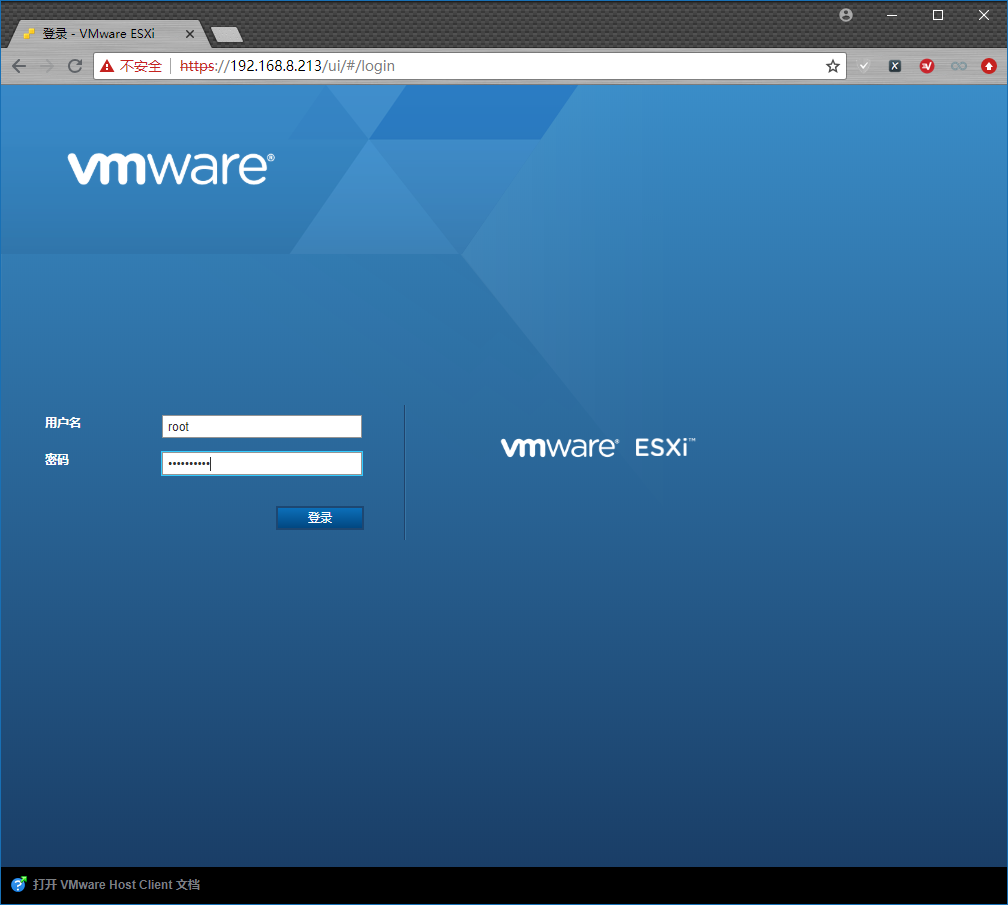 登录 - VMware ESXi
不安全 | https://192.168.8.213/ui/#/login
vmware®
用户名 root
密码 ••••••••••
登录
vmware® ESXi™
打开 VMware Host Client 文档